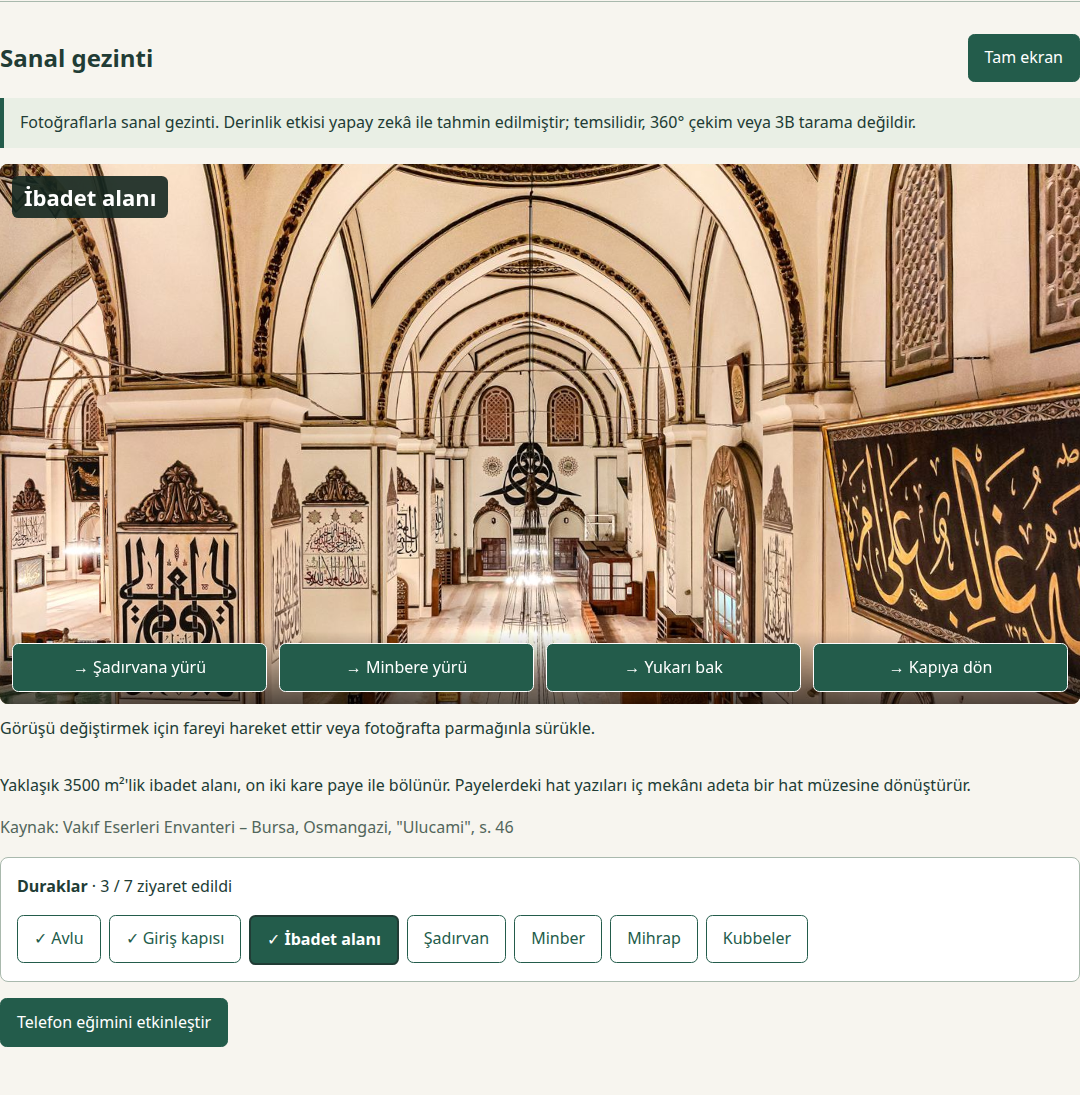 Sanal gezinti
Tam ekran
Fotoğraflarla sanal gezinti. Derinlik etkisi yapay zekâ ile tahmin edilmiştir; temsilidir, 360° çekim veya 3B tarama değildir.
İbadet alanı
→ Şadırvana yürü
→ Minbere yürü
→ Yukarı bak
→ Kapıya dön
Görüşü değiştirmek için fareyi hareket ettir veya fotoğrafta parmağınla sürükle.
Yaklaşık 3500 m²'lik ibadet alanı, on iki kare paye ile bölünür. Payelerdeki hat yazıları iç mekânı adeta bir hat müzesine dönüştürür.
Kaynak: Vakıf Eserleri Envanteri – Bursa, Osmangazi, "Ulucami", s. 46
Duraklar · 3 / 7 ziyaret edildi
✓ Avlu
✓ Giriş kapısı
✓ İbadet alanı
Şadırvan
Minber
Mihrap
Kubbeler
Telefon eğimini etkinleştir